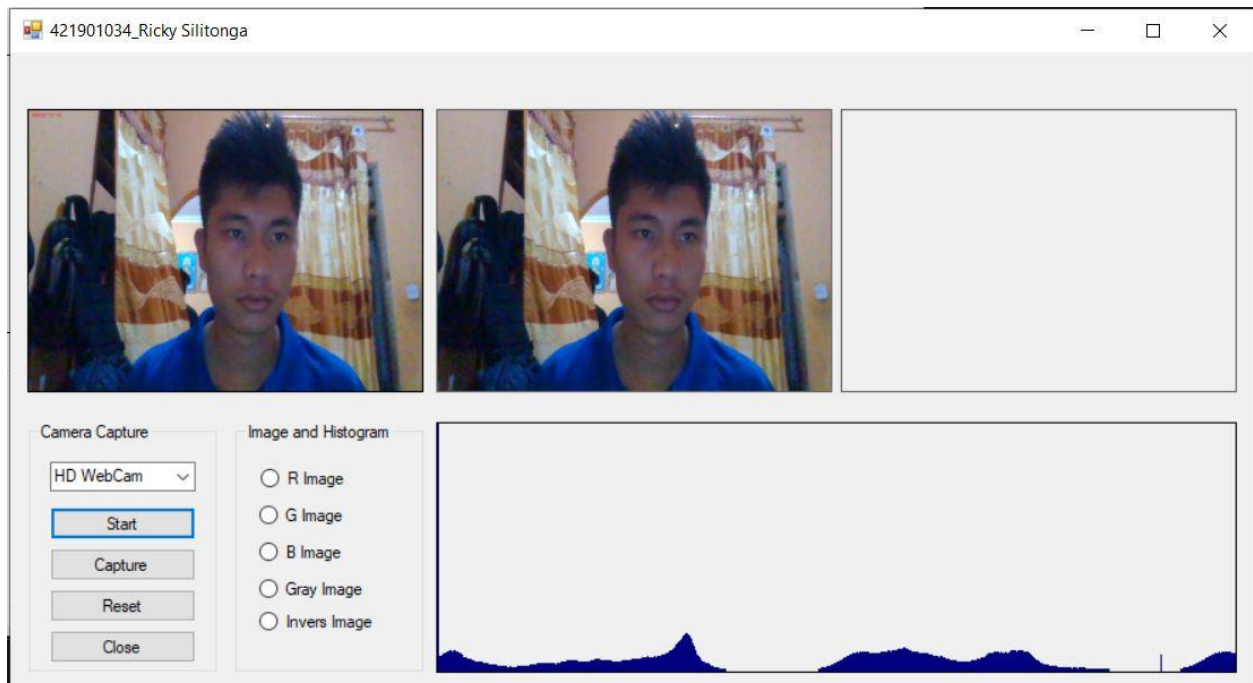 421901034_Ricky Silitonga
Camera Capture
HD WebCam
Start
Capture
Reset
Close
Image and Histogram
R Image
G Image
B Image
Gray Image
Invers Image